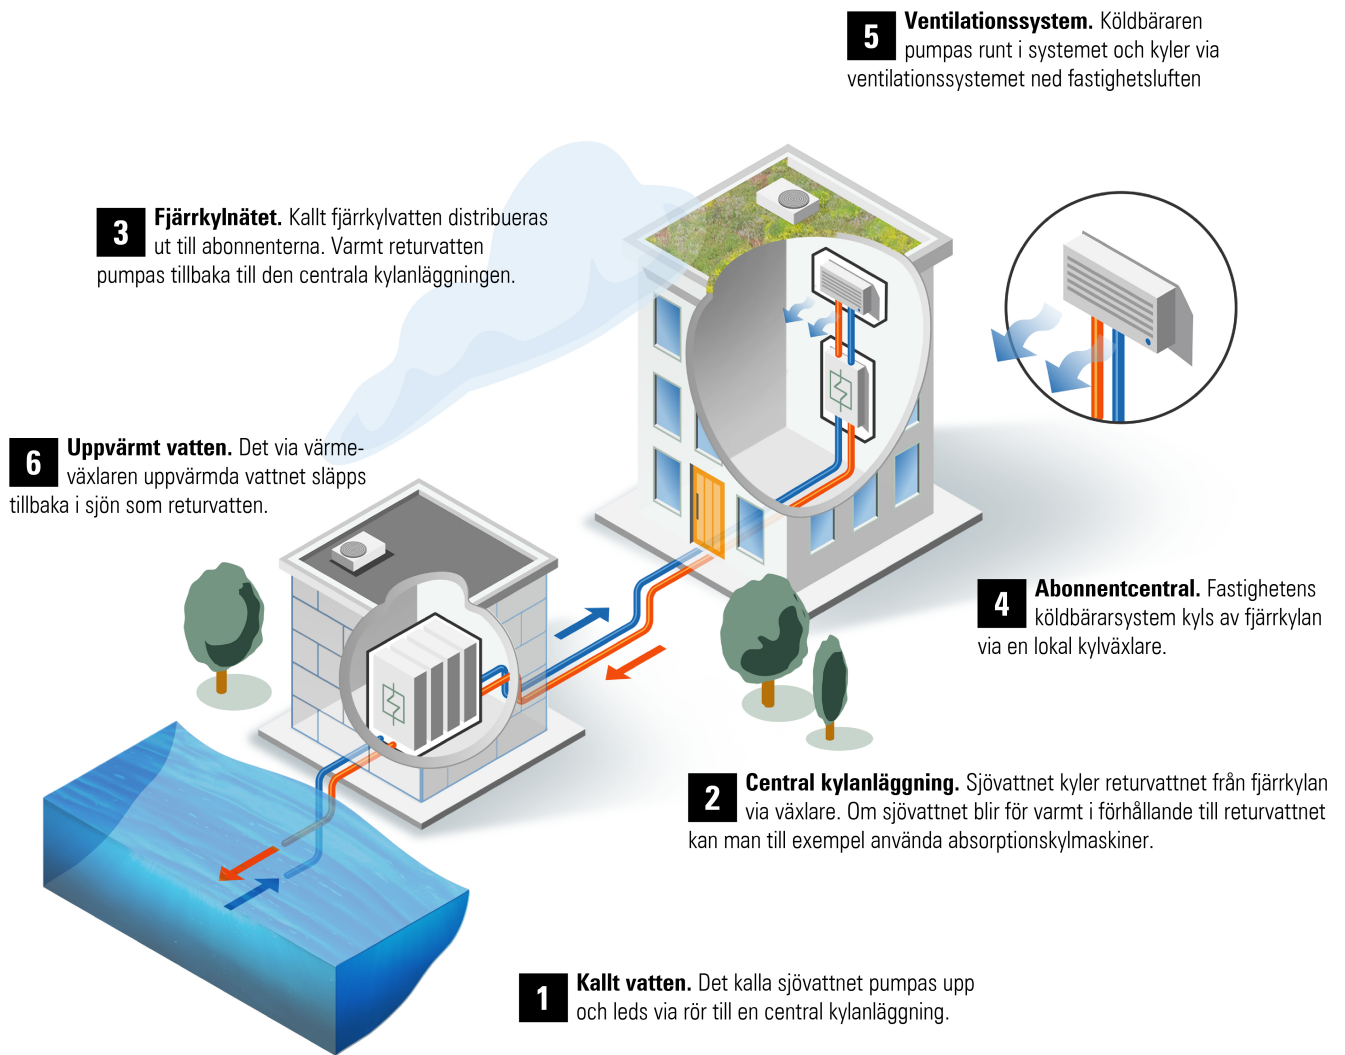 5
Ventilationssystem. Köldbäraren
pumpas runt i systemet och kyler via
ventilationssystemet ned fastighetsluften
3
Fjärrkylnätet. Kallt fjärrkylvatten distribueras
ut till abonnenterna. Varmt returvatten
pumpas tillbaka till den centrala kylanläggningen.
6
Uppvärmt vatten. Det via värme-
växlaren uppvärmda vattnet släpps
tillbaka i sjön som returvatten.
4
Abonnentcentral. Fastighetens
köldbärarsystem kyls av fjärrkylan
via en lokal kylväxlare.
2
Central kylanläggning. Sjövattnet kyler returvattnet från fjärrkylan
via växlare. Om sjövattnet blir för varmt i förhållande till returvattnet
kan man till exempel använda absorptionskylmaskiner.
1
Kallt vatten. Det kalla sjövattnet pumpas upp
och leds via rör till en central kylanläggning.